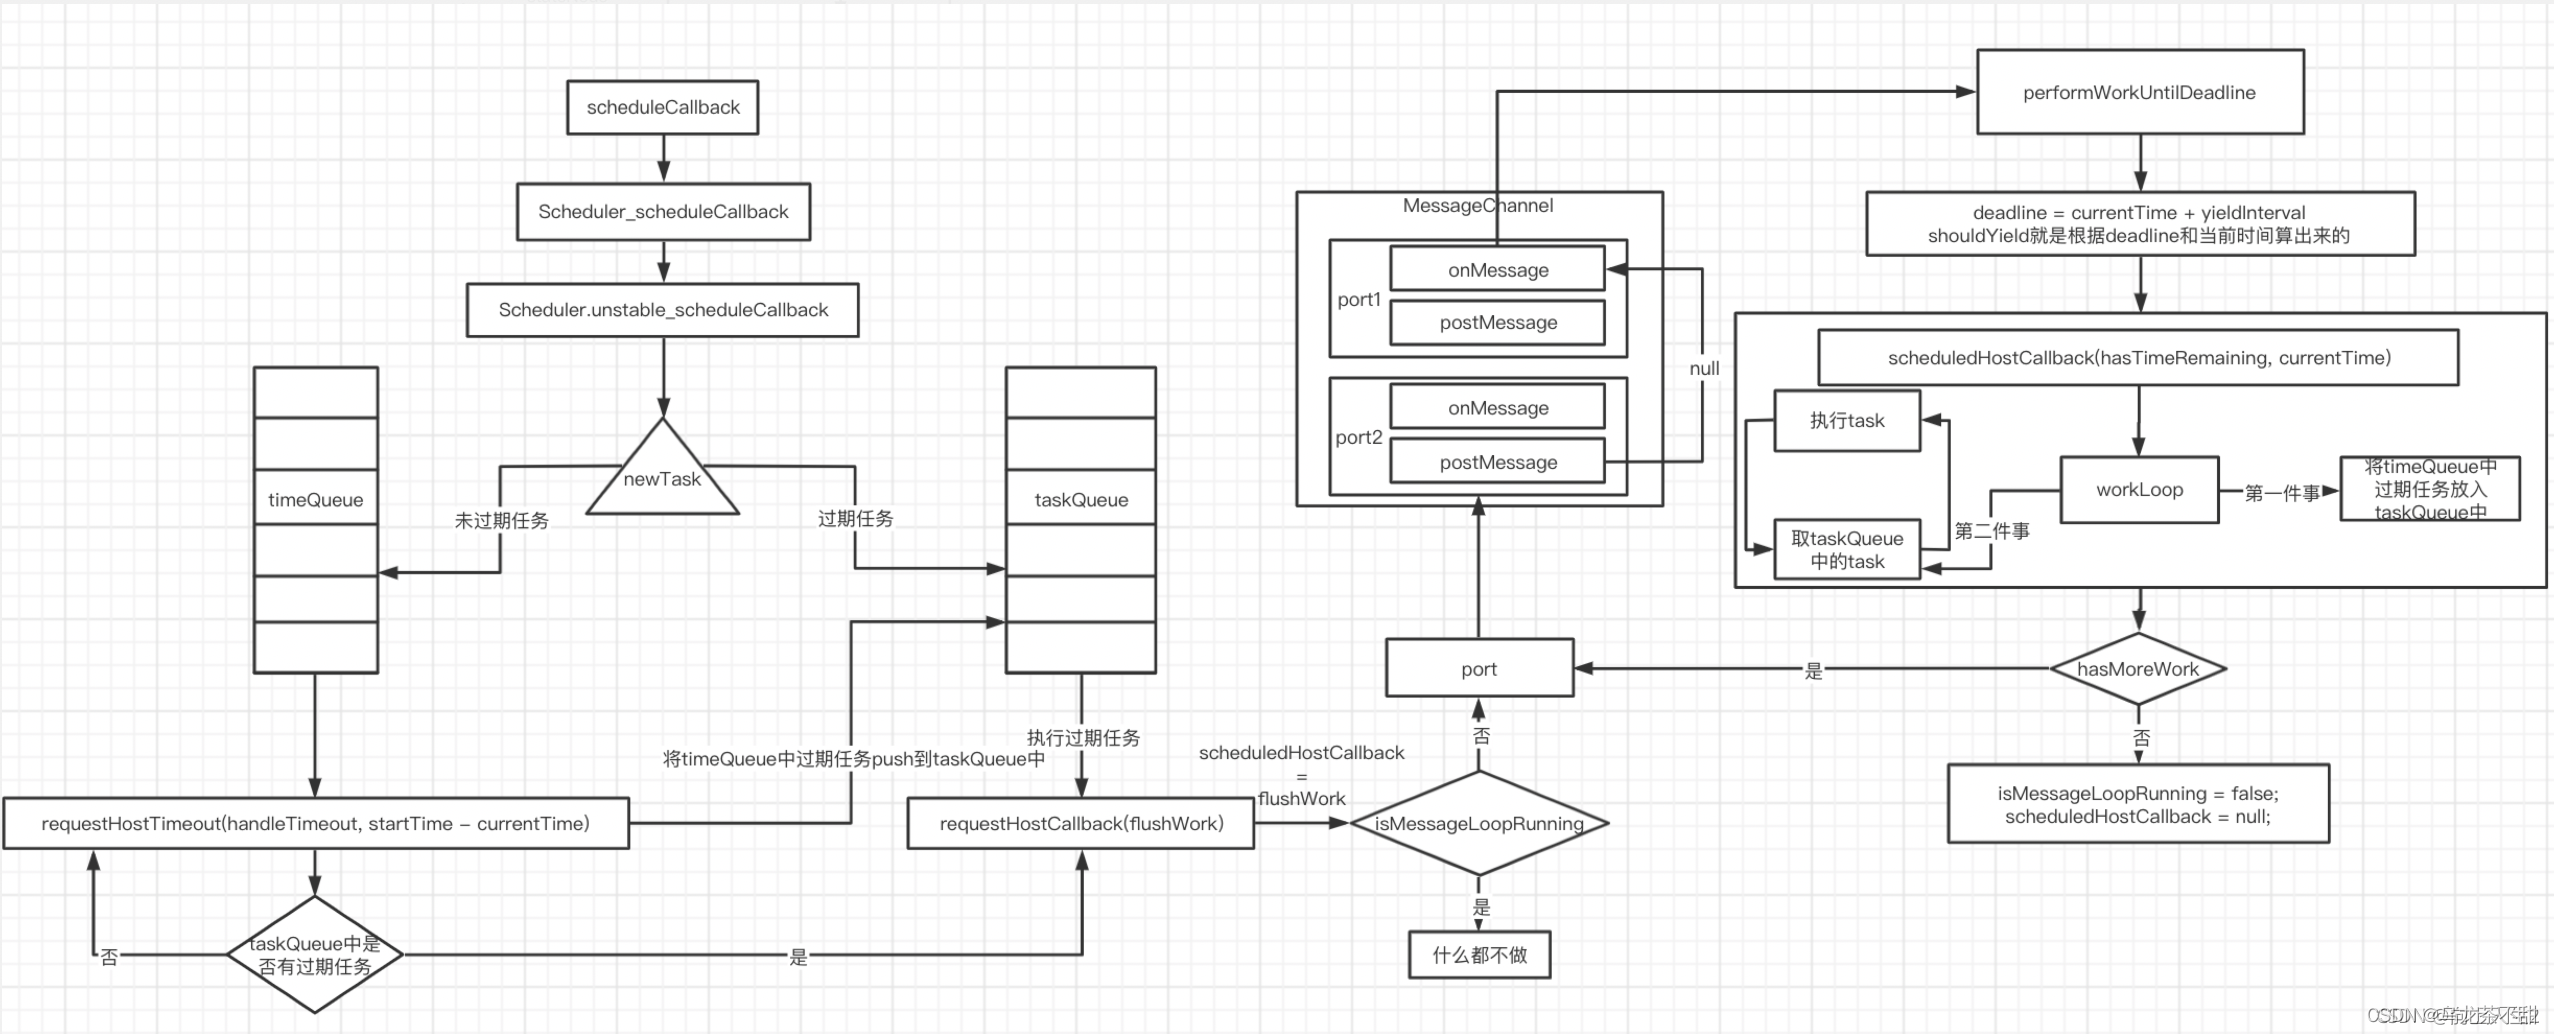 scheduleCallback
Scheduler_scheduleCallback
Scheduler.unstable_scheduleCallback
newTask
未过期任务
过期任务
timeQueue
taskQueue
将timeQueue中过期任务push到taskQueue中
执行过期任务
requestHostTimeout(handleTimeout, startTime - currentTime)
requestHostCallback(flushWork)
taskQueue中是
否有过期任务
否
是
scheduledHostCallback
=
flushWork
isMessageLoopRunning
否
是
什么都不做
port
MessageChannel
port1
onMessage
postMessage
port2
onMessage
postMessage
null
performWorkUntilDeadline
deadline = currentTime + yieldInterval
shouldYield就是根据deadline和当前时间算出来的
scheduledHostCallback(hasTimeRemaining, currentTime)
执行task
workLoop
第一件事
将timeQueue中
过期任务放入
taskQueue中
第二件事
取taskQueue
中的task
hasMoreWork
是
否
isMessageLoopRunning = false;
scheduledHostCallback = null;